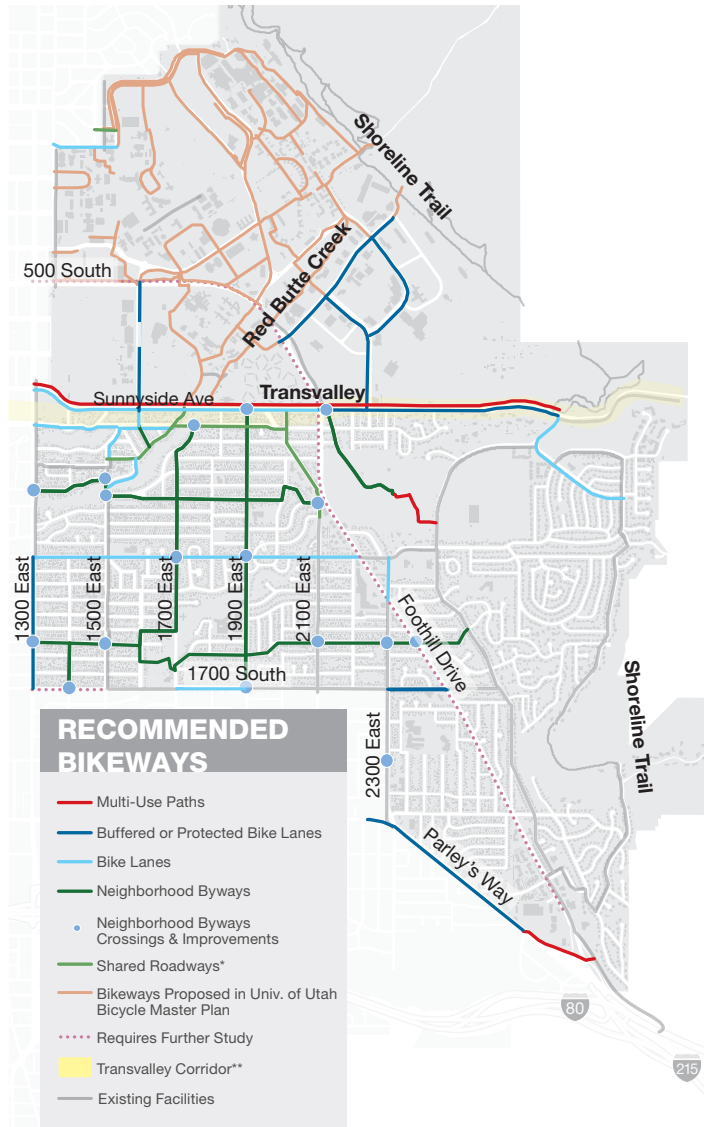 Shoreline Trail
Red Butte Creek
500 South
Sunnyside Ave
Transvalley
1300 East
1500 East
1700 East
1900 East
2100 East
Foothill Drive
1700 South
Shoreline Trail
2300 East
Parley's Way
RECOMMENDED
BIKEWAYS
Multi-Use Paths
Buffered or Protected Bike Lanes
Bike Lanes
Neighborhood Byways
Neighborhood Byways
Crossings & Improvements
Shared Roadways*
Bikeways Proposed in Univ. of Utah
Bicycle Master Plan
Requires Further Study
Transvalley Corridor**
Existing Facilities
80
215